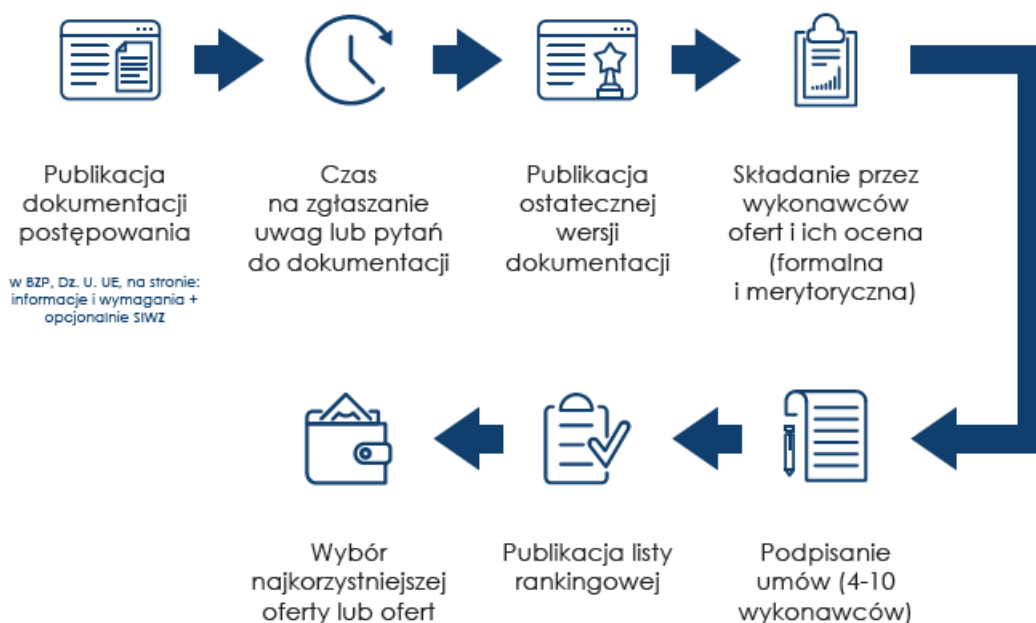 Publikacja
dokumentacji
postępowania
w BZP, Dz. U. UE, na stronie:
informacje i wymagania +
opcjonalnie SIWZ
Czas
na zgłaszanie
uwag lub pytań
do dokumentacji
Publikacja
ostatecznej
wersji
dokumentacji
Składanie przez
wykonawców
ofert i ich ocena
(formalna
i merytoryczna)
Podpisanie
umów (4-10
wykonawców)
Publikacja listy
rankingowej
Wybór
najkorzystniejszej
oferty lub ofert